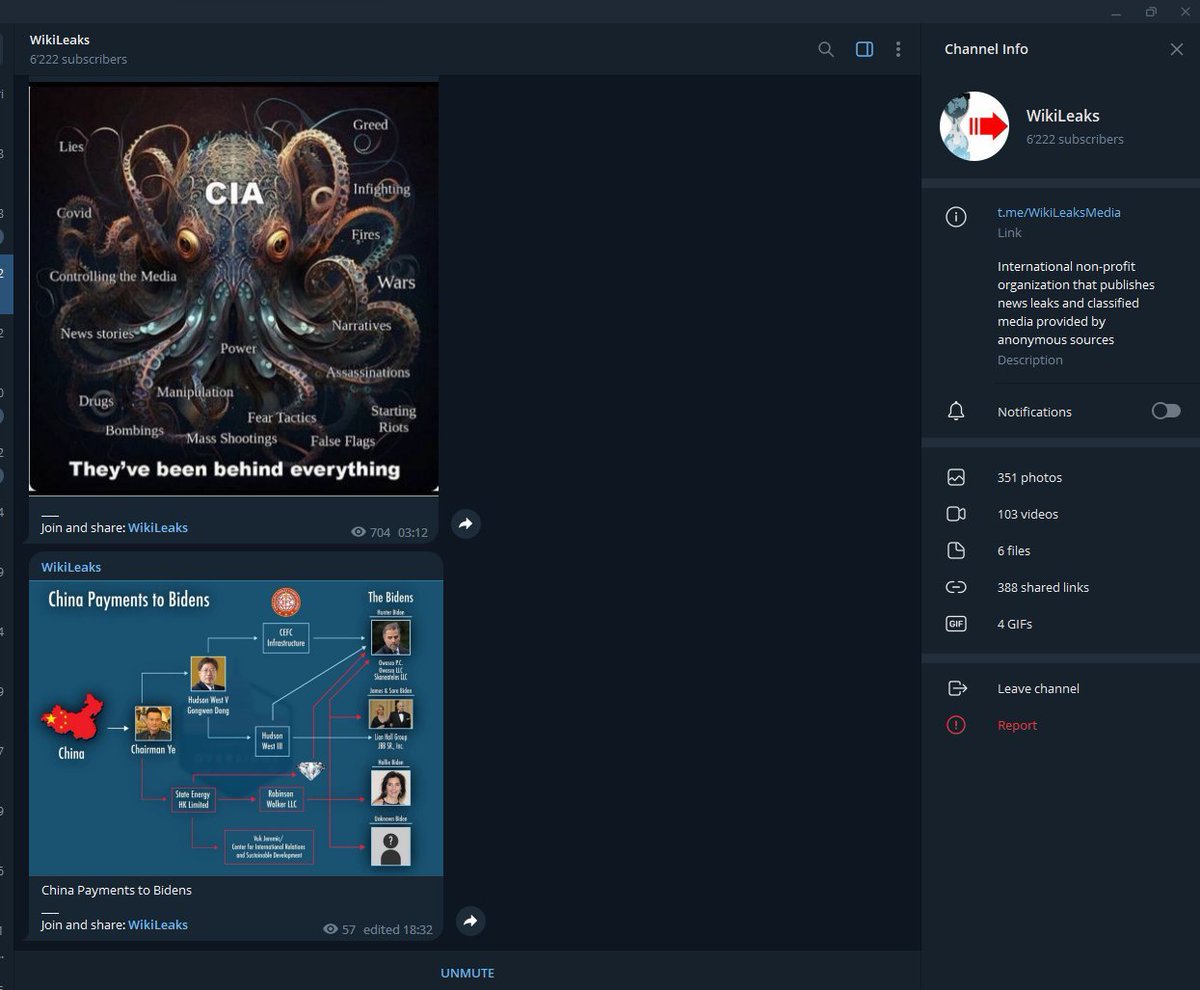 WikiLeaks
6'222 subscribers
Lies
Greed
CIA
Infighting
Covid
Fires
Controlling the Media
Wars
News stories
Narratives
Power
Assassinations
Manipulation
Drugs
Fear Tactics
Starting
Riots
Bombings
Mass Shootings
False Flags
They've been behind everything
Join and share: WikiLeaks
704 03:12
WikiLeaks
China Payments to Bidens
The Bidens
Hunter Biden
CEFC
Infrastructure
Owasco P.C.
Owasco LLC
Skaneateles LLC
Hudson West V
Gongwen Dong
James & Sara Biden
China
Chairman Ye
Hudson
West III
Lion Hall Group
JBB SR., Inc.
Hallie Biden
State Energy
HK Limited
Robinson
Walker LLC
Unknown Biden
?
Vuk Jeremic/
Center for International Relations
and Sustainable Development
China Payments to Bidens
Join and share: WikiLeaks
57 edited 18:32
UNMUTE
Channel Info
WikiLeaks
6'222 subscribers
t.me/WikiLeaksMedia
Link
International non-profit
organization that publishes
news leaks and classified
media provided by
anonymous sources
Description
Notifications
351 photos
103 videos
6 files
388 shared links
GIF
4 GIFs
Leave channel
Report